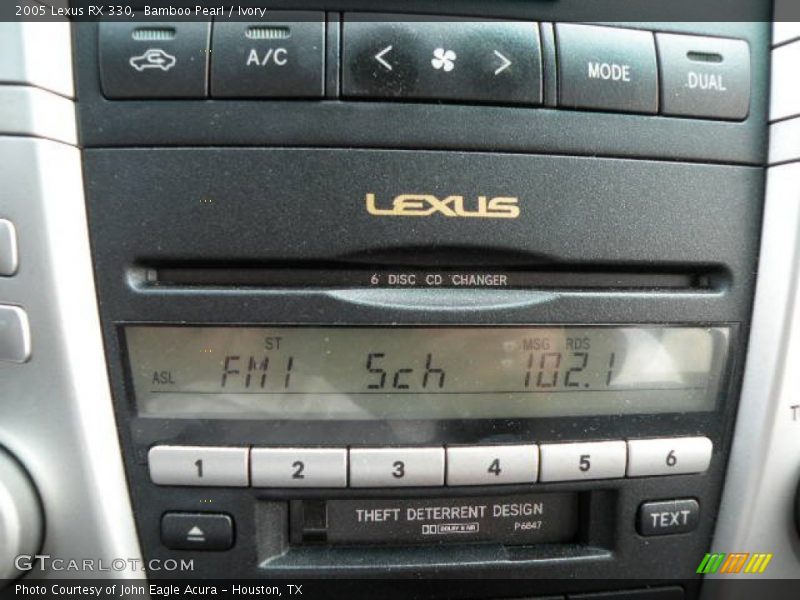 2005 Lexus RX 330, Bamboo Pearl / Ivory
A/C
MODE
DUAL
LEXUS
6 DISC CD CHANGER
ST MSG RDS
ASL FM1 5ch 102.1
1 2 3 4 5 6
THEFT DETERRENT DESIGN
DOLBY B NR P6847
TEXT
GTCARLOT.COM
Photo Courtesy of John Eagle Acura - Houston, TX